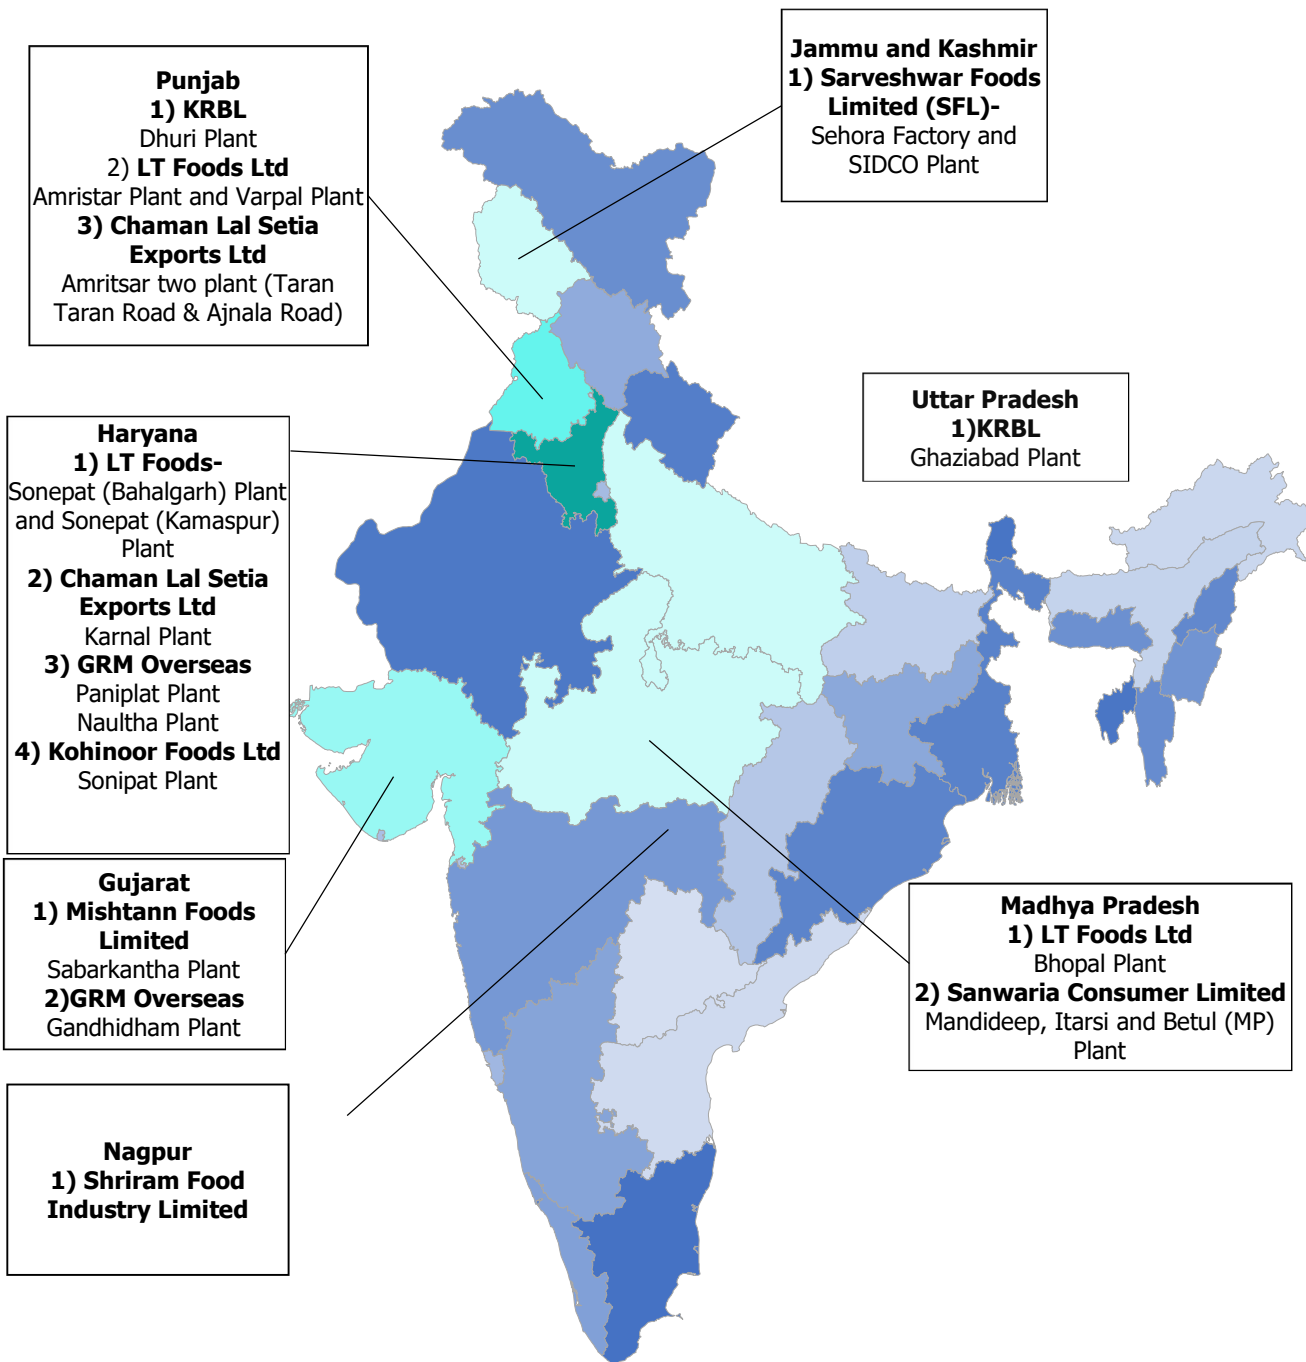 Punjab
1) KRBL
Dhuri Plant
2) LT Foods Ltd
Amristar Plant and Varpal Plant
3) Chaman Lal Setia
Exports Ltd
Amritsar two plant (Taran
Taran Road & Ajnala Road)
Jammu and Kashmir
1) Sarveshwar Foods
Limited (SFL)-
Sehora Factory and
SIDCO Plant
Uttar Pradesh
1)KRBL
Ghaziabad Plant
Haryana
1) LT Foods-
Sonepat (Bahalgarh) Plant
and Sonepat (Kamaspur)
Plant
2) Chaman Lal Setia
Exports Ltd
Karnal Plant
3) GRM Overseas
Paniplat Plant
Naultha Plant
4) Kohinoor Foods Ltd
Sonipat Plant
Gujarat
1) Mishtann Foods
Limited
Sabarkantha Plant
2)GRM Overseas
Gandhidham Plant
Madhya Pradesh
1) LT Foods Ltd
Bhopal Plant
2) Sanwaria Consumer Limited
Mandideep, Itarsi and Betul (MP)
Plant
Nagpur
1) Shriram Food
Industry Limited